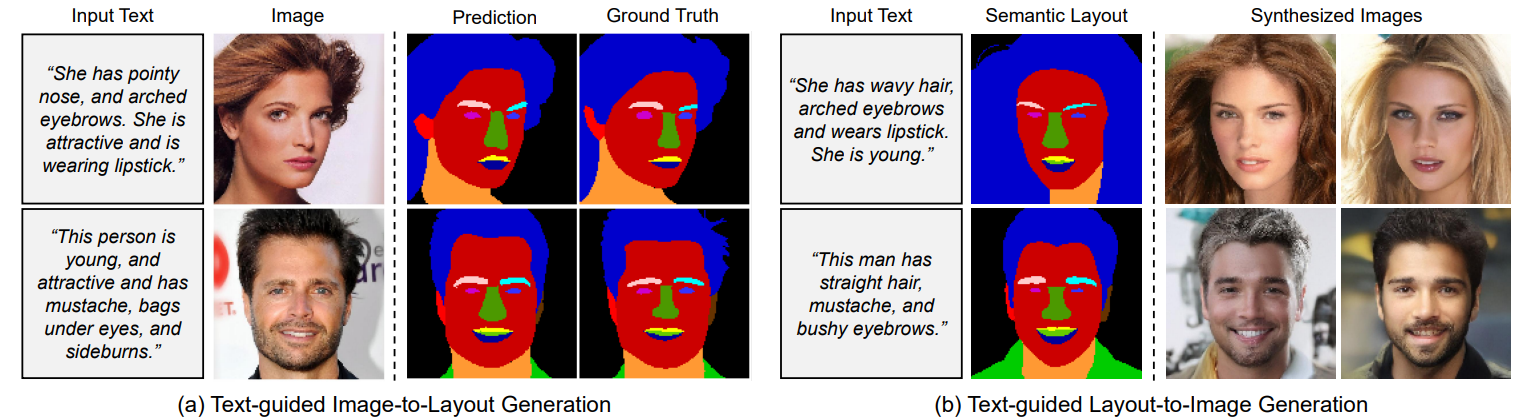 Input Text
Image
Prediction
Ground Truth
“She has pointy
nose, and arched
eyebrows. She is
attractive and is
wearing lipstick.”
“This person is
young, and
attractive and has
mustache, bags
under eyes, and
sideburns.”
ET.
(a) Text-guided Image-to-Layout Generation
Input Text
Semantic Layout
Synthesized Images
“She has wavy hair,
arched eyebrows
and wears lipstick.
She is young.”
“This man has
straight hair,
mustache, and
bushy eyebrows.”
(b) Text-guided Layout-to-Image Generation